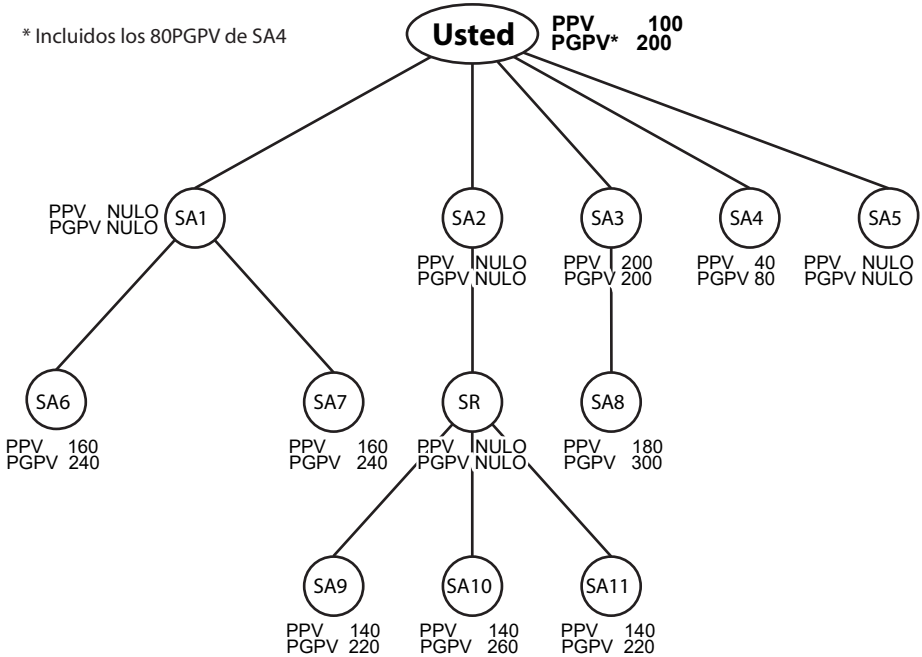 * Incluidos los 80PGPV de SA4
Usted
PPV 100
PGPV* 200
SA1
PPV NULO
PGPV NULO
SA2
PPV NULO
PGPV NULO
SA3
PPV 200
PGPV 200
SA4
PPV 40
PGPV 80
SA5
PPV NULO
PGPV NULO
SA6
PPV 160
PGPV 240
SA7
PPV 160
PGPV 240
SR
PPV NULO
PGPV NULO
SA8
PPV 180
PGPV 300
SA9
PPV 140
PGPV 220
SA10
PPV 140
PGPV 260
SA11
PPV 140
PGPV 220